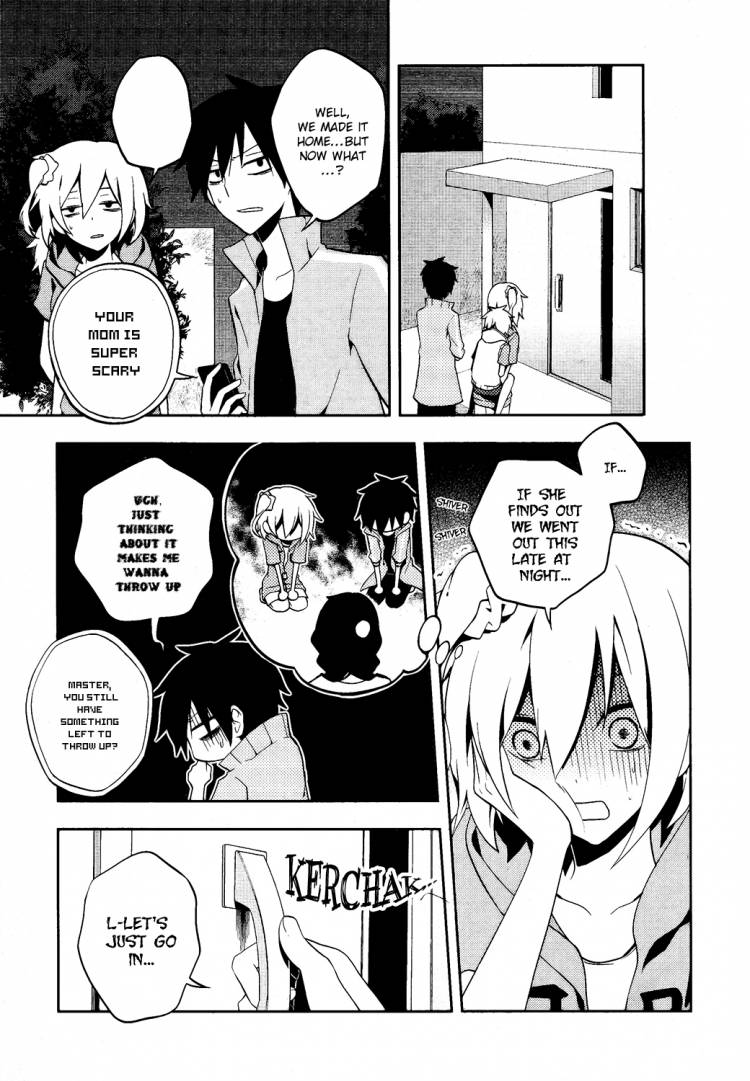 WELL,
WE MADE IT
HOME...BUT
NOW WHAT
...?
YOUR
MOM IS
SUPER
SCARY
IF...
IF SHE
FINDS OUT
WE WENT
OUT THIS
LATE AT
NIGHT...
SHIVER
SHIVER
UGH,
JUST
THINKING
ABOUT IT
MAKES ME
WANNA
THROW UP
MASTER,
YOU STILL
HAVE
SOMETHING
LEFT TO
THROW UP?
KERCHAK
L-LET'S
JUST GO
IN...